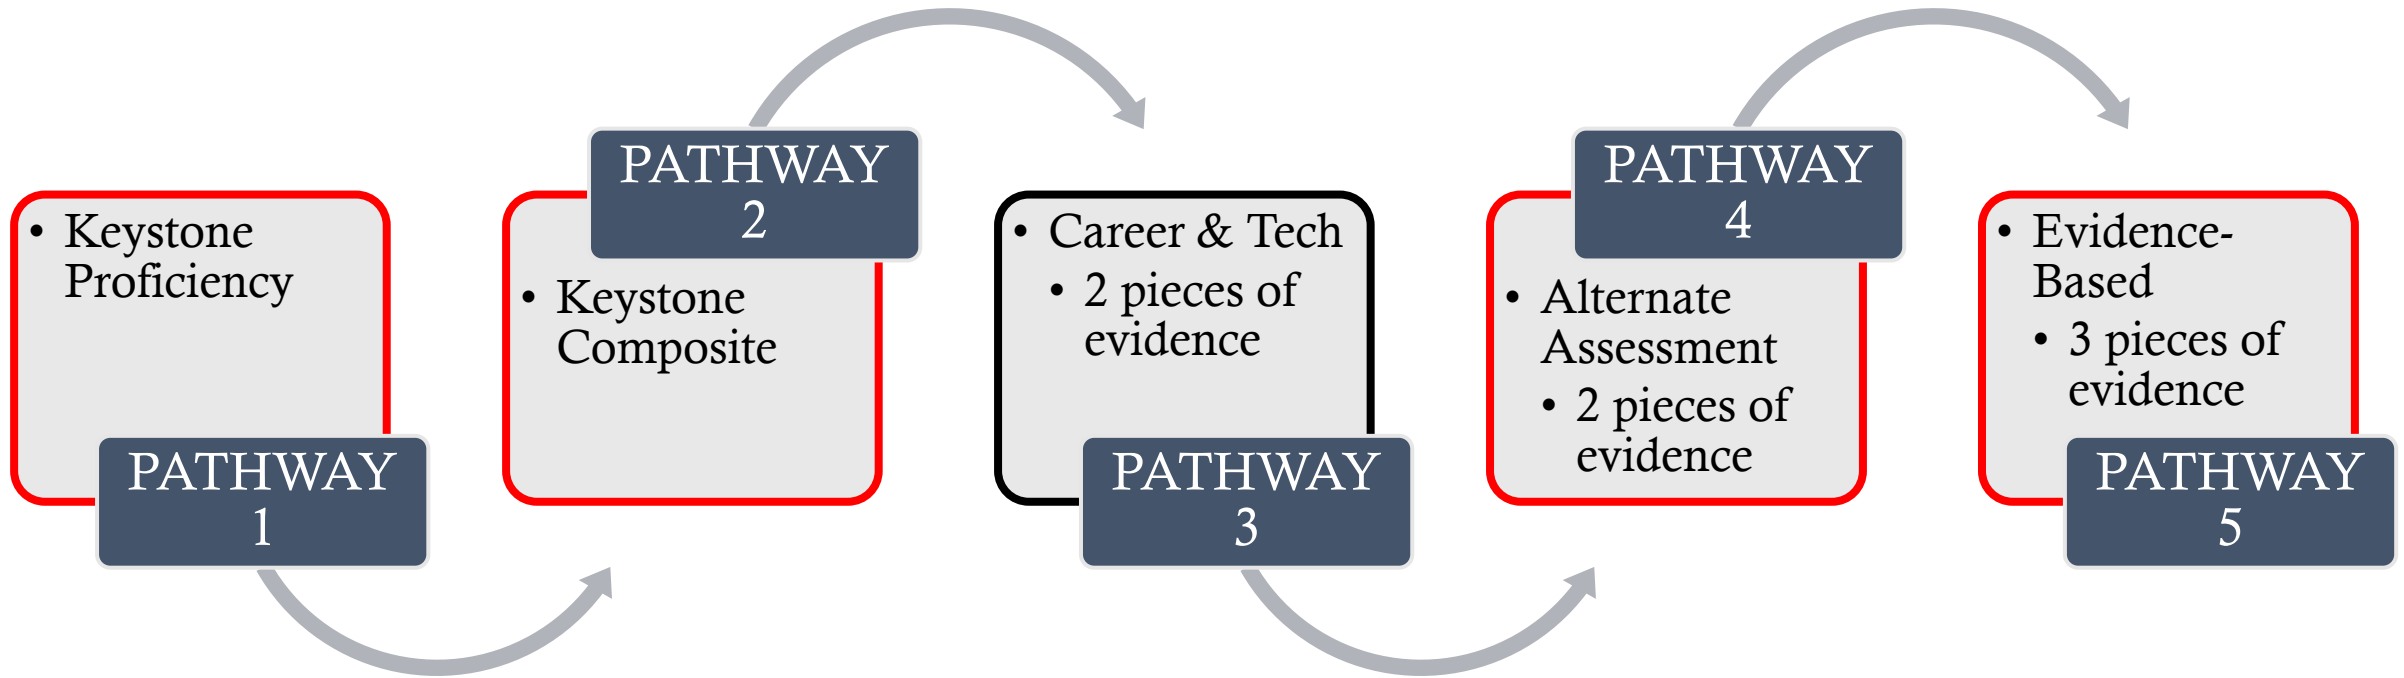 • Keystone
Proficiency
PATHWAY
1
PATHWAY
2
• Keystone
Composite
• Career & Tech
• 2 pieces of
evidence
PATHWAY
3
PATHWAY
4
• Alternate
Assessment
• 2 pieces of
evidence
• Evidence-
Based
• 3 pieces of
evidence
PATHWAY
5